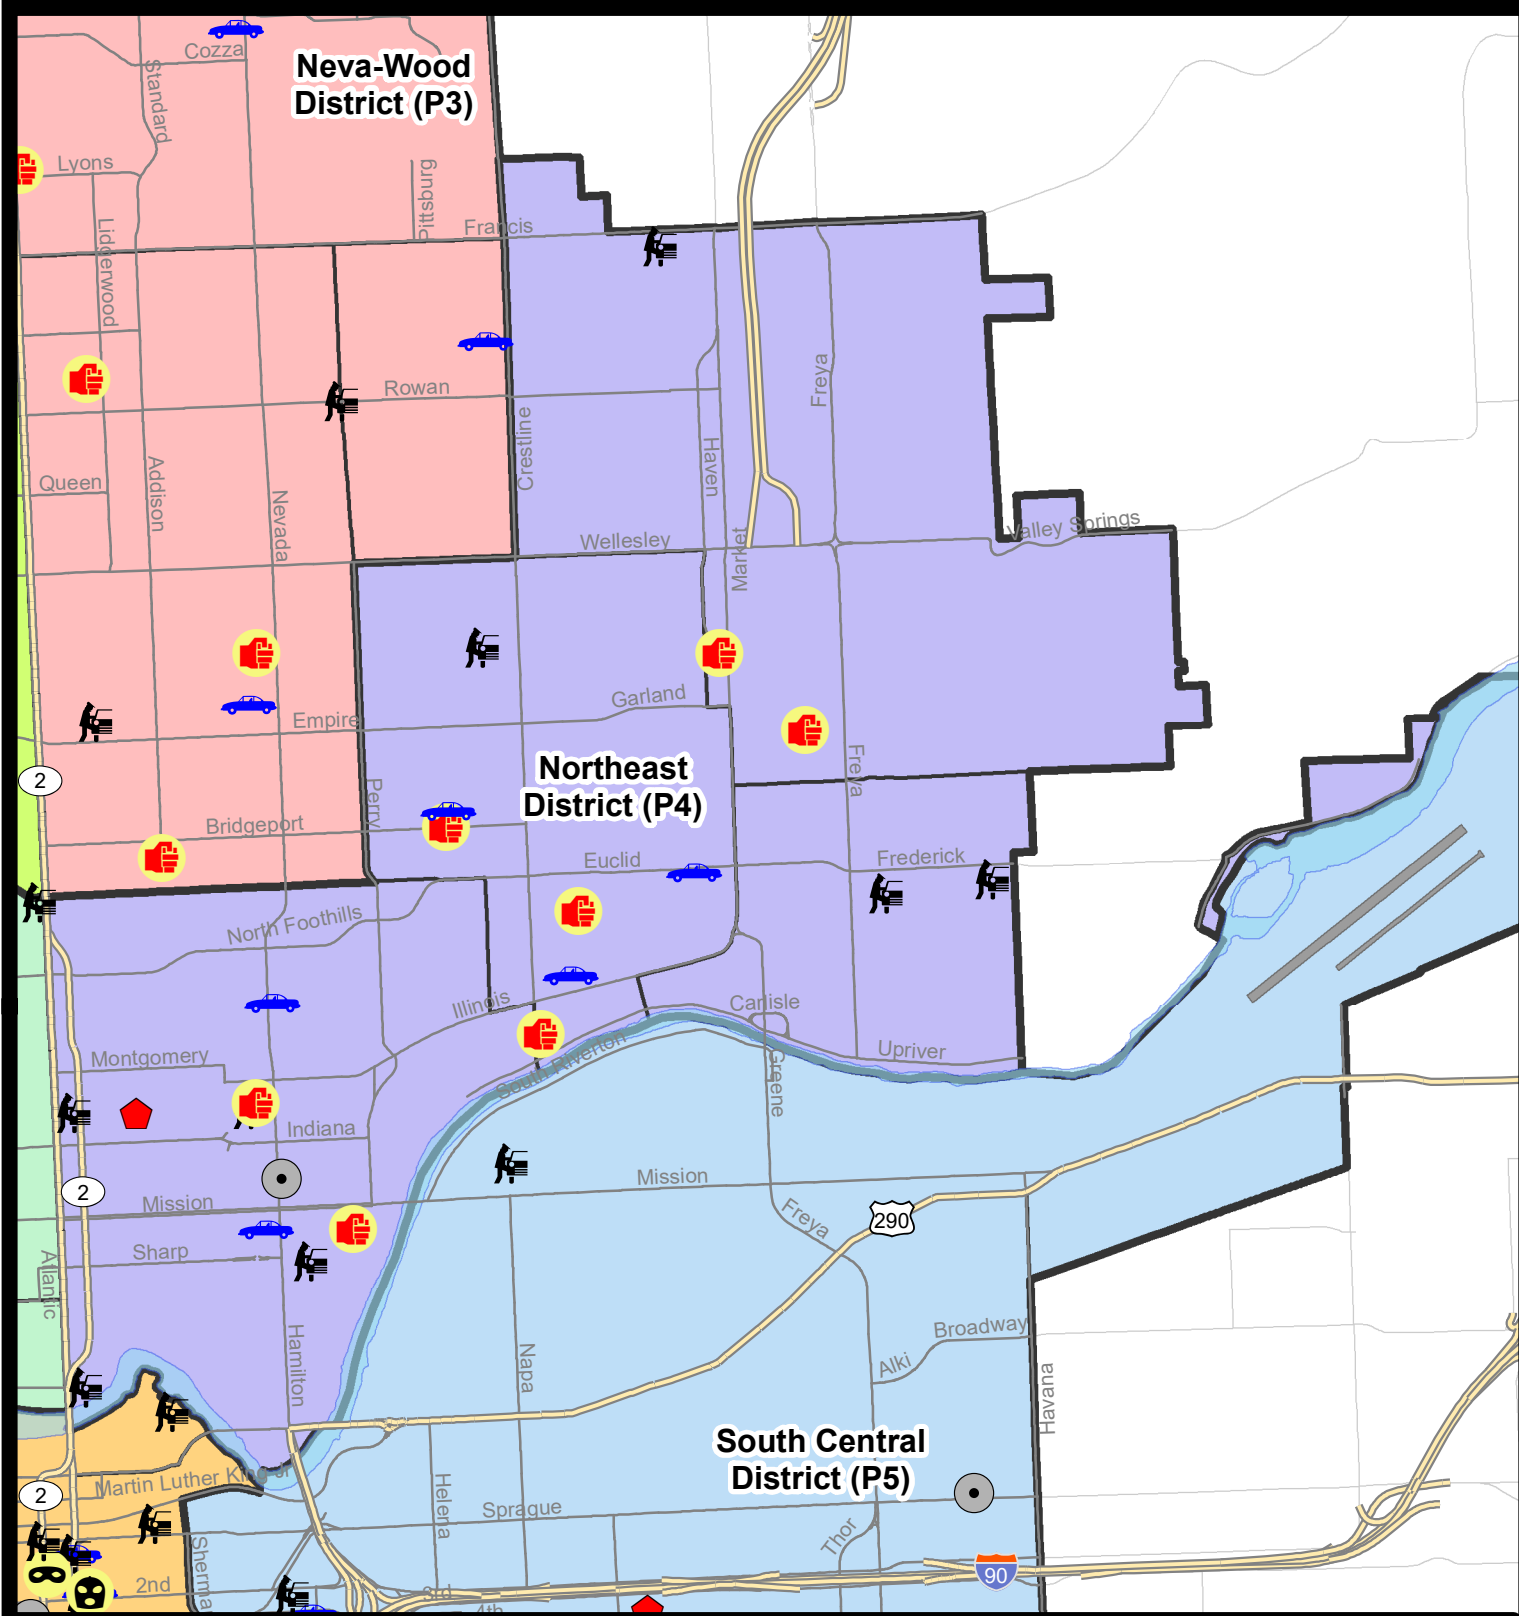 Cozza
Neva-Wood
District (P3)
Standard
Lyons
Pittsburg
Lidgerwood
Francis
Freya
Rowan
Crestline
Haven
Queen
Addison
Nevada
Wellesley
Valley Springs
Market
Garland
Empire
Northeast
District (P4)
Freya
2
Perry
Bridgeport
Euclid
Frederick
North Foothills
Illinois
Carlisle
South Riverton
Upriver
Montgomery
Greene
Indiana
Mission
2
Mission
Freya
290
Sharp
Atlantic
Hamilton
Napa
Broadway
Alki
Havana
South Central
District (P5)
Martin Luther King Jr
2
Helena
Sprague
Thor
Sherma
2nd
3rd
4th
90